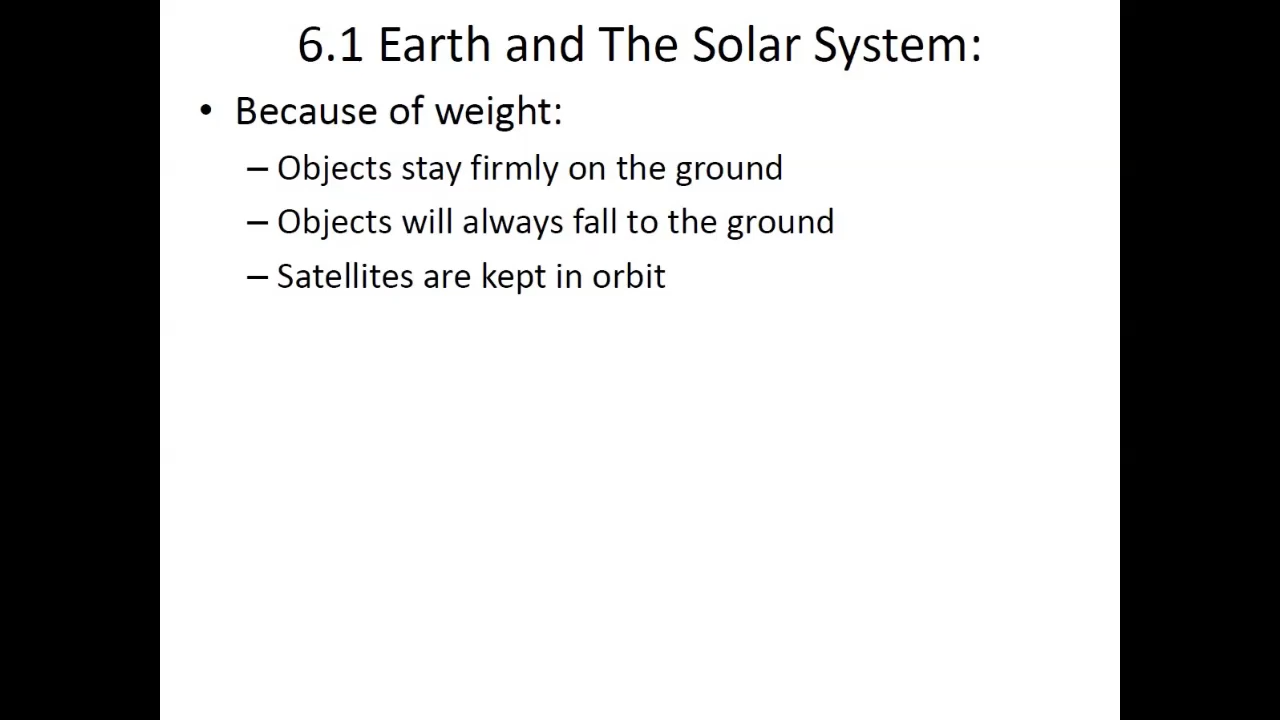 6.1 Earth and The Solar System:
• Because of weight:
– Objects stay firmly on the ground
– Objects will always fall to the ground
– Satellites are kept in orbit